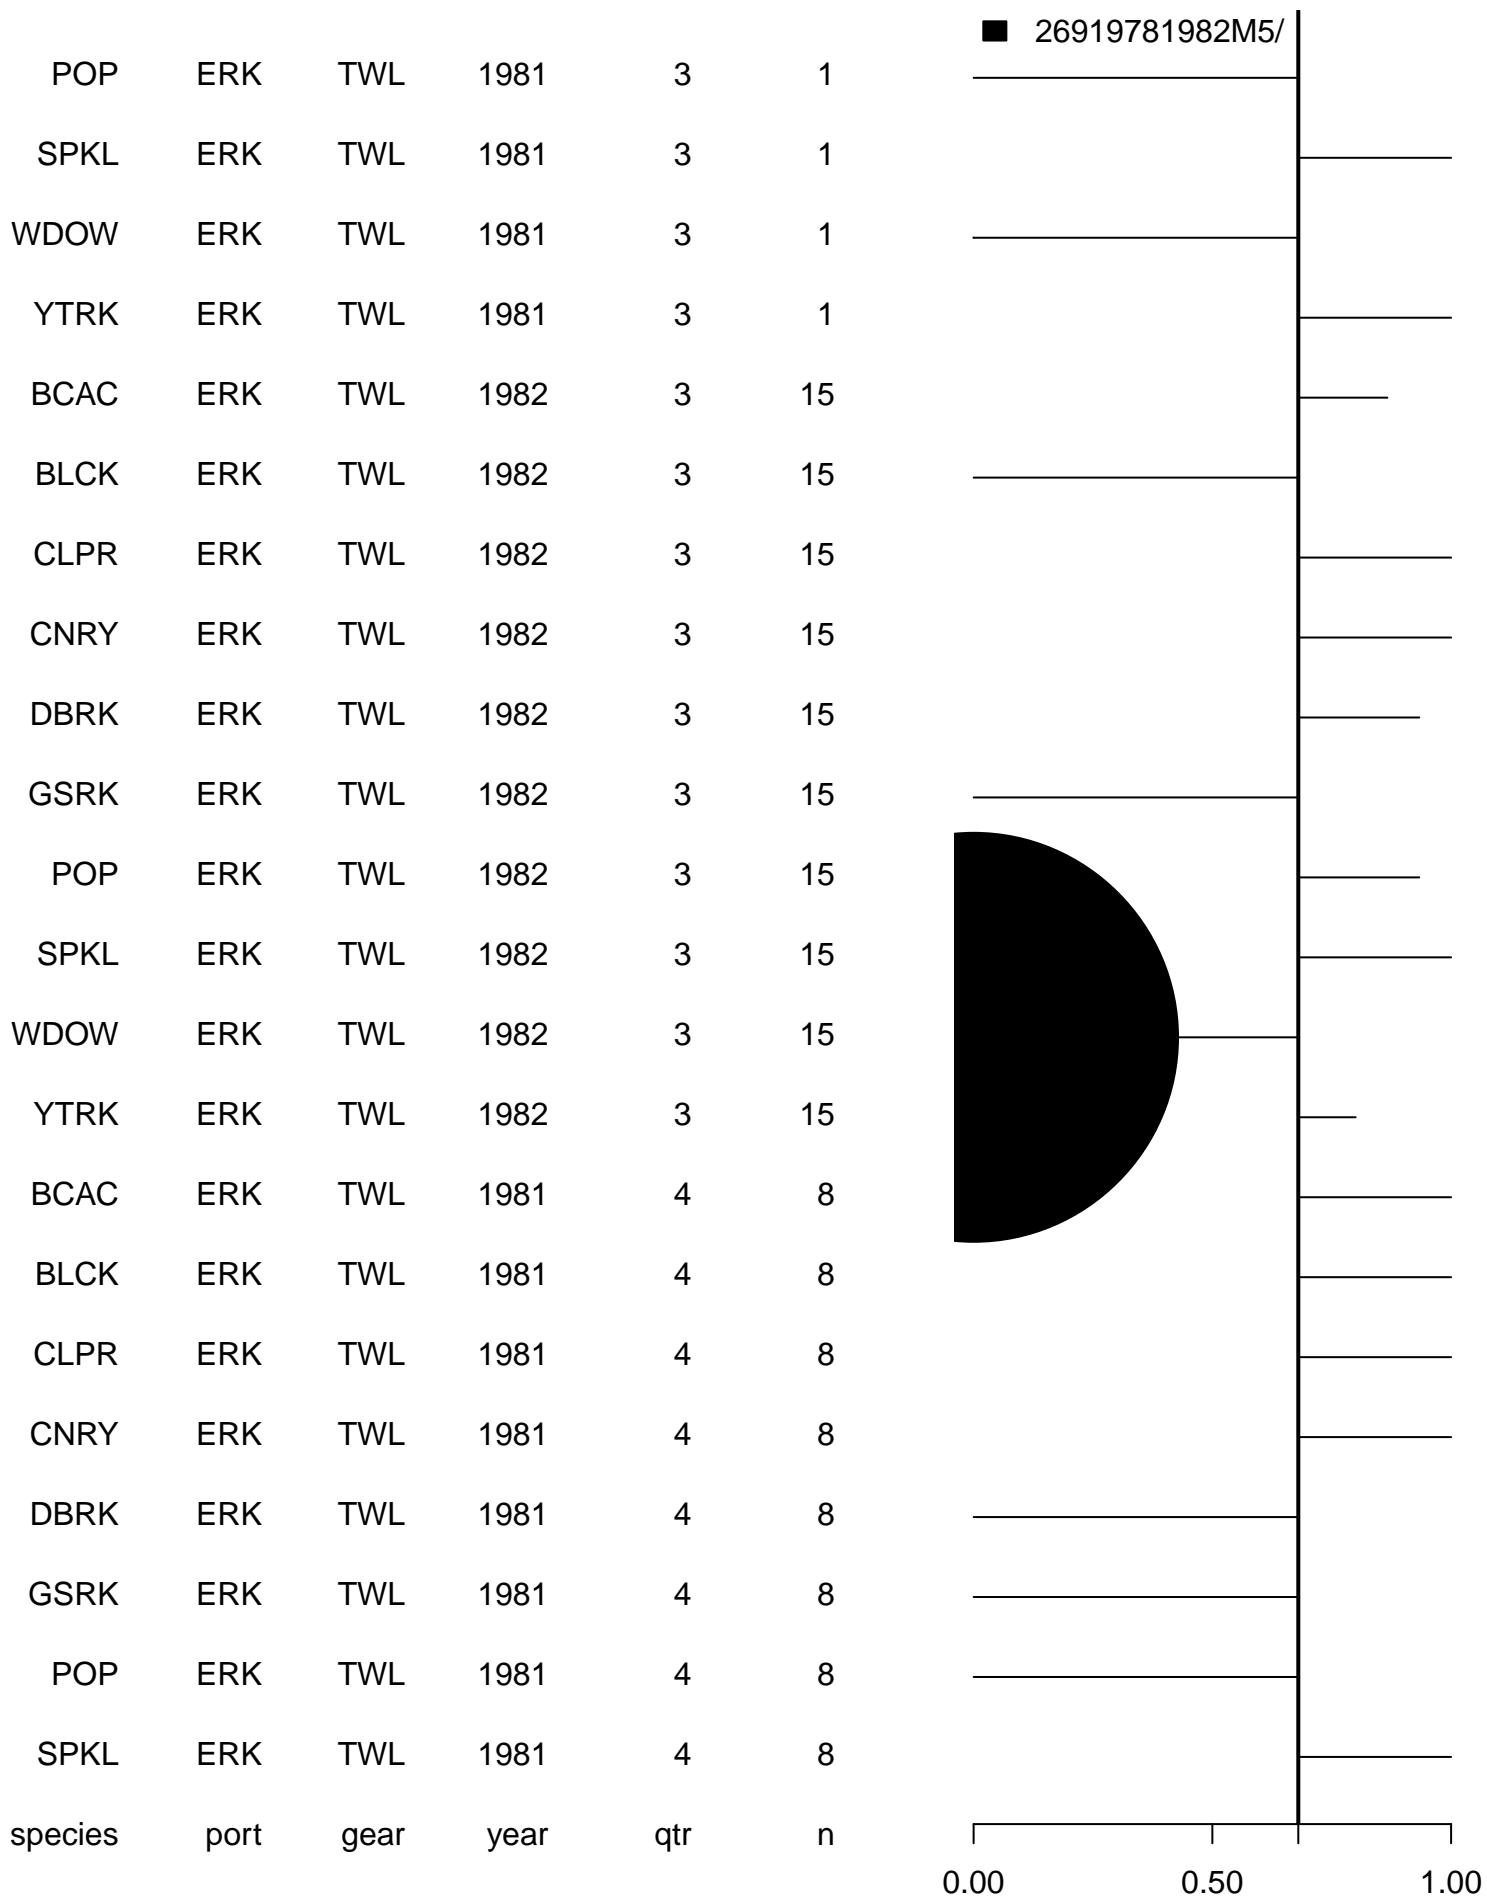 26919781982M5/
POP ERK TWL 1981 3 1
SPKL ERK TWL 1981 3 1
WDOW ERK TWL 1981 3 1
YTRK ERK TWL 1981 3 1
BCAC ERK TWL 1982 3 15
BLCK ERK TWL 1982 3 15
CLPR ERK TWL 1982 3 15
CNRY ERK TWL 1982 3 15
DBRK ERK TWL 1982 3 15
GSRK ERK TWL 1982 3 15
POP ERK TWL 1982 3 15
SPKL ERK TWL 1982 3 15
WDOW ERK TWL 1982 3 15
YTRK ERK TWL 1982 3 15
BCAC ERK TWL 1981 4 8
BLCK ERK TWL 1981 4 8
CLPR ERK TWL 1981 4 8
CNRY ERK TWL 1981 4 8
DBRK ERK TWL 1981 4 8
GSRK ERK TWL 1981 4 8
POP ERK TWL 1981 4 8
SPKL ERK TWL 1981 4 8
species port gear year qtr n
0.00 0.50 1.00